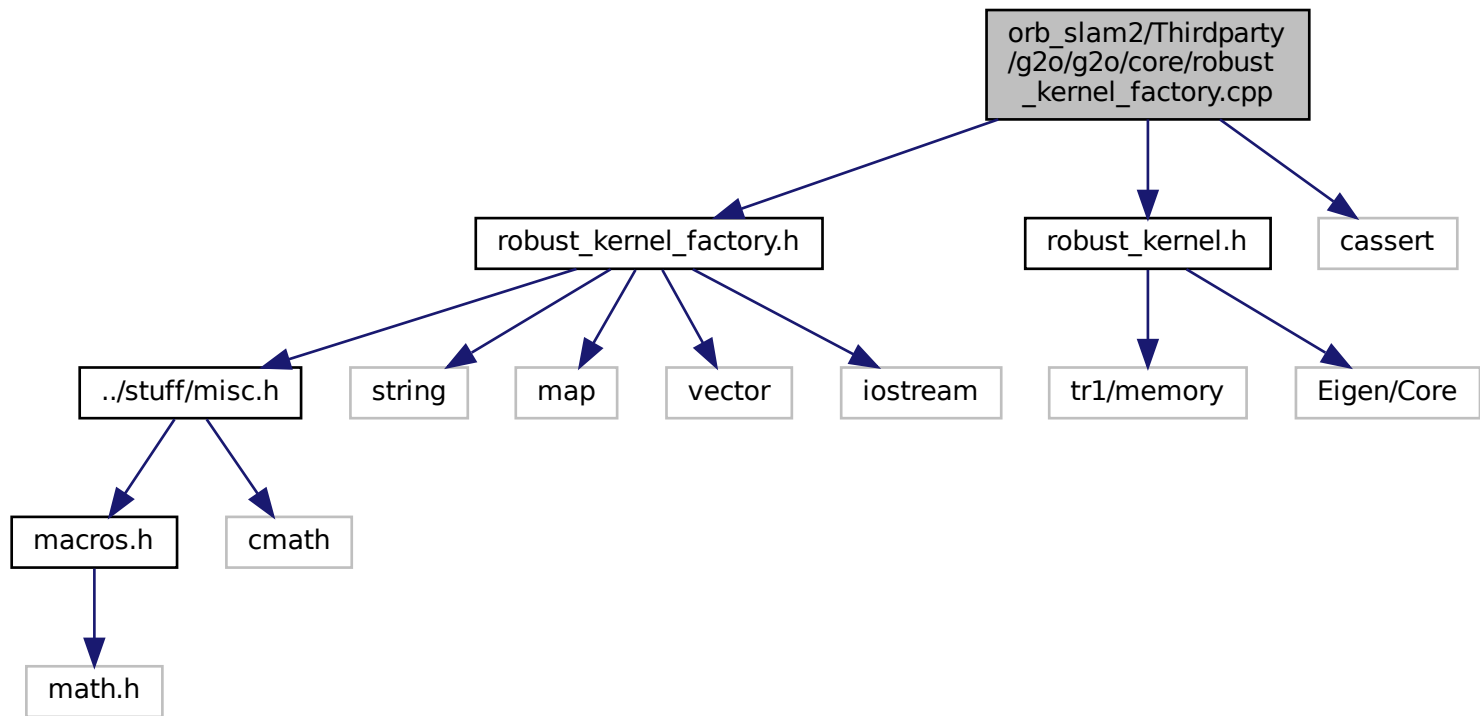 orb_slam2/Thirdparty
/g2o/g2o/core/robust
_kernel_factory.cpp
robust_kernel_factory.h
robust_kernel.h
cassert
../stuff/misc.h
string
map
vector
iostream
tr1/memory
Eigen/Core
macros.h
cmath
math.h